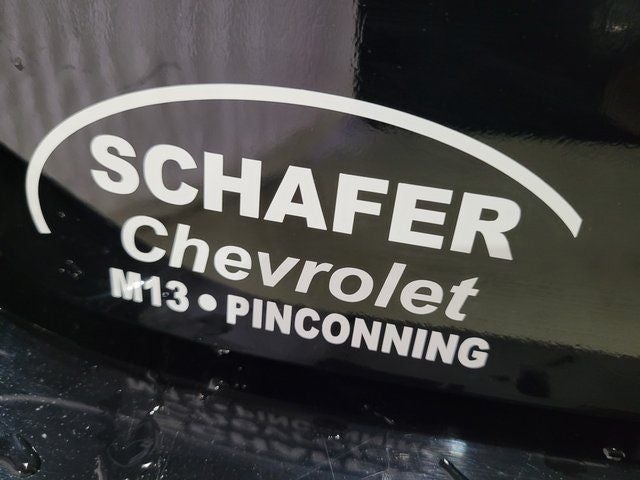 SCHAFER
Chevrolet
M13 • PINCONNING